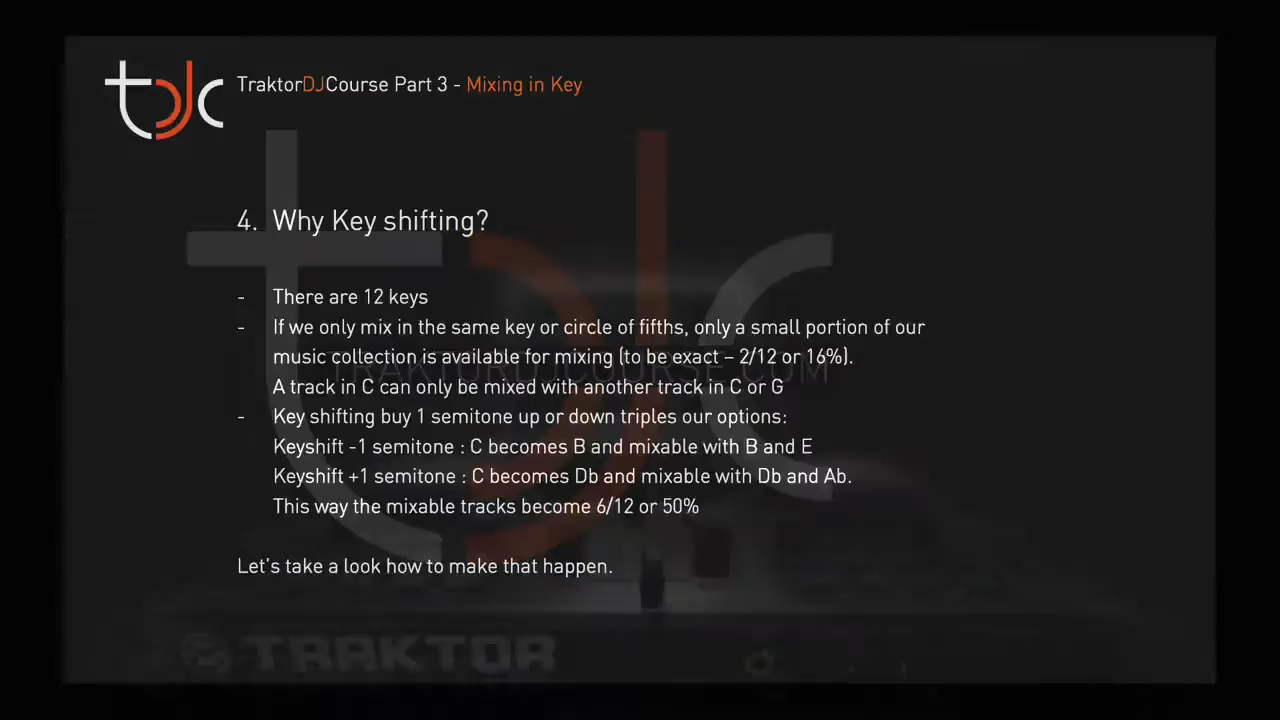 tdc
TraktorDJCourse Part 3 - Mixing in Key
4. Why Key shifting?
- There are 12 keys
- If we only mix in the same key or circle of fifths, only a small portion of our
music collection is available for mixing (to be exact – 2/12 or 16%).
A track in C can only be mixed with another track in C or G
- Key shifting buy 1 semitone up or down triples our options:
Keyshift -1 semitone : C becomes B and mixable with B and E
Keyshift +1 semitone : C becomes Db and mixable with Db and Ab.
This way the mixable tracks become 6/12 or 50%
Let's take a look how to make that happen.
tdc
TRAKTORDJCOURSE.COM
TRAKTOR